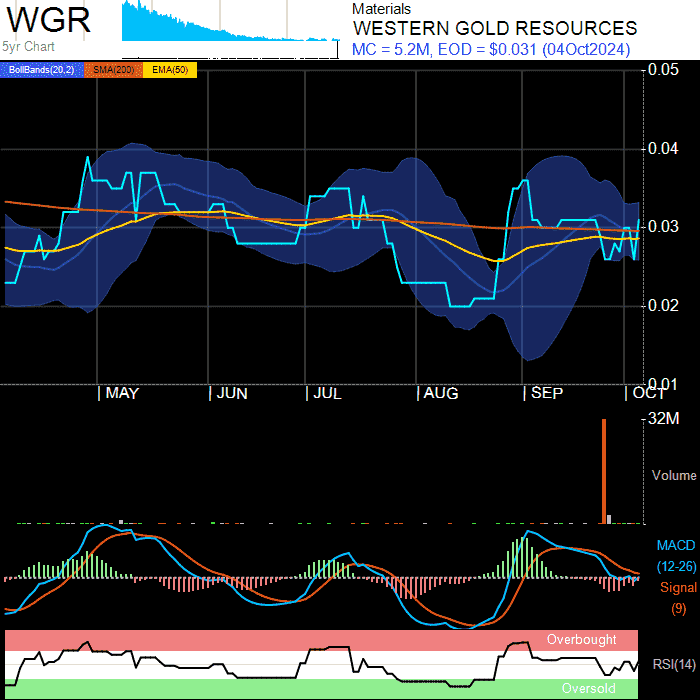 WGR
5yr Chart
Materials
WESTERN GOLD RESOURCES
MC = 5.2M, EOD = $0.031 (04Oct2024)
BollBands(20,2) SMA(200) EMA(50)
0.05
0.04
0.03
0.02
0.01
MAY JUN JUL AUG SEP OCT
32M
Volume
MACD
(12-26)
Signal
(9)
Overbought
RSI(14)
Oversold